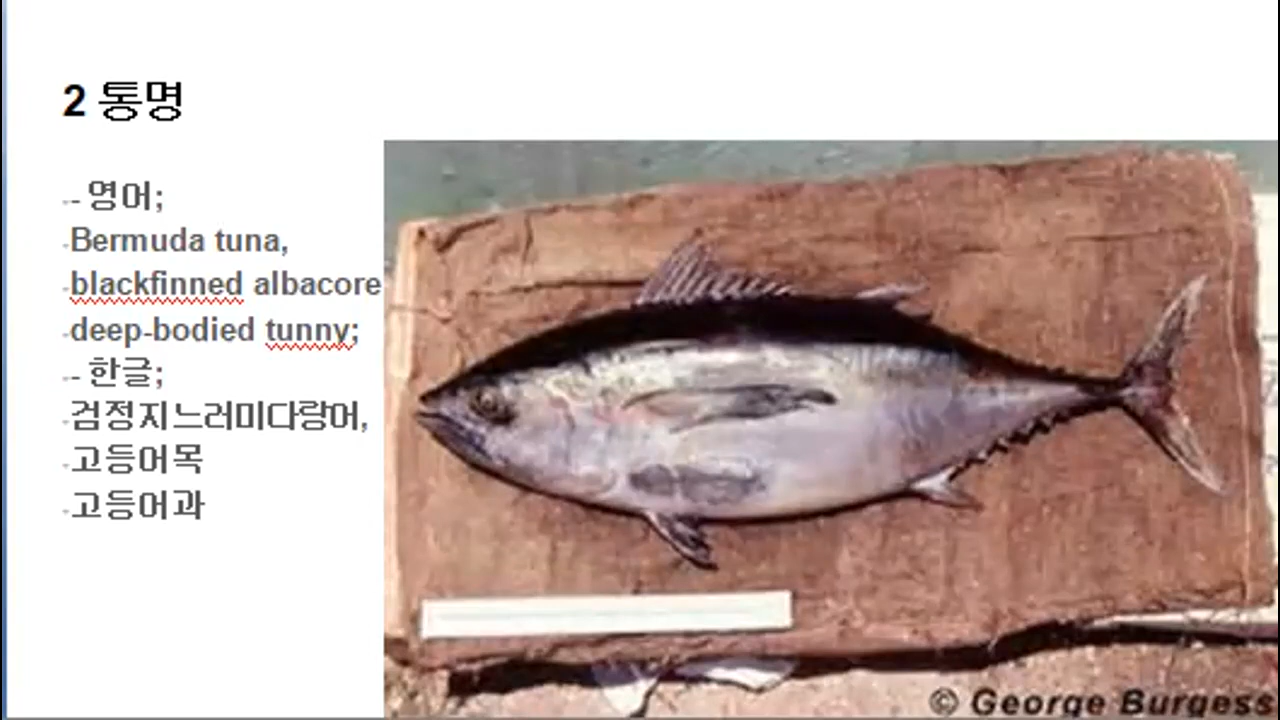 2 통명
- 영어;
Bermuda tuna,
blackfinned albacore
deep-bodied tunny;
- 한글;
검정지느러미다랑어,
고등어목
고등어과
© George Burgess